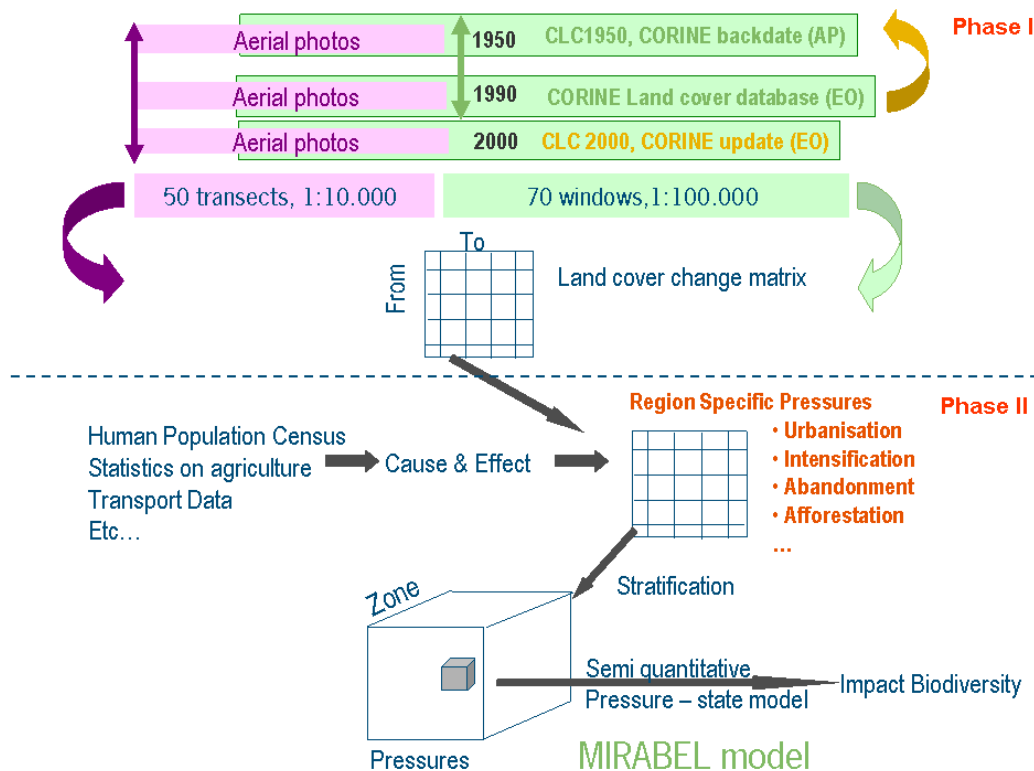 Phase I
Aerial photos 1950 CLC1950, CORINE backdate (AP)
Aerial photos 1990 CORINE Land cover database (EO)
Aerial photos 2000 CLC 2000, CORINE update (EO)
50 transects, 1:10.000 70 windows,1:100.000
To
From
Land cover change matrix
Phase II
Region Specific Pressures
• Urbanisation
• Intensification
• Abandonment
• Afforestation
...
Human Population Census
Statistics on agriculture
Transport Data
Etc...
Cause & Effect
Stratification
Zone
Semi quantitative
Pressure – state model
Impact Biodiversity
Pressures
MIRABEL model